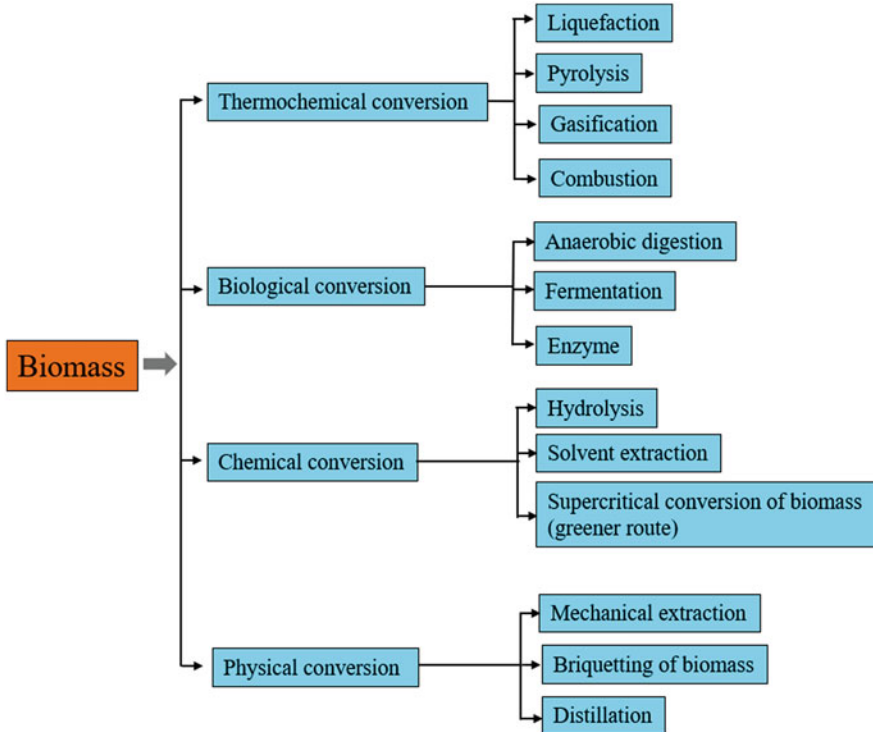 Liquefaction
Pyrolysis
Thermochemical conversion
Gasification
Combustion
Anaerobic digestion
Biological conversion
Fermentation
Enzyme
Biomass
Hydrolysis
Chemical conversion
Solvent extraction
Supercritical conversion of biomass
(greener route)
Mechanical extraction
Physical conversion
Briquetting of biomass
Distillation